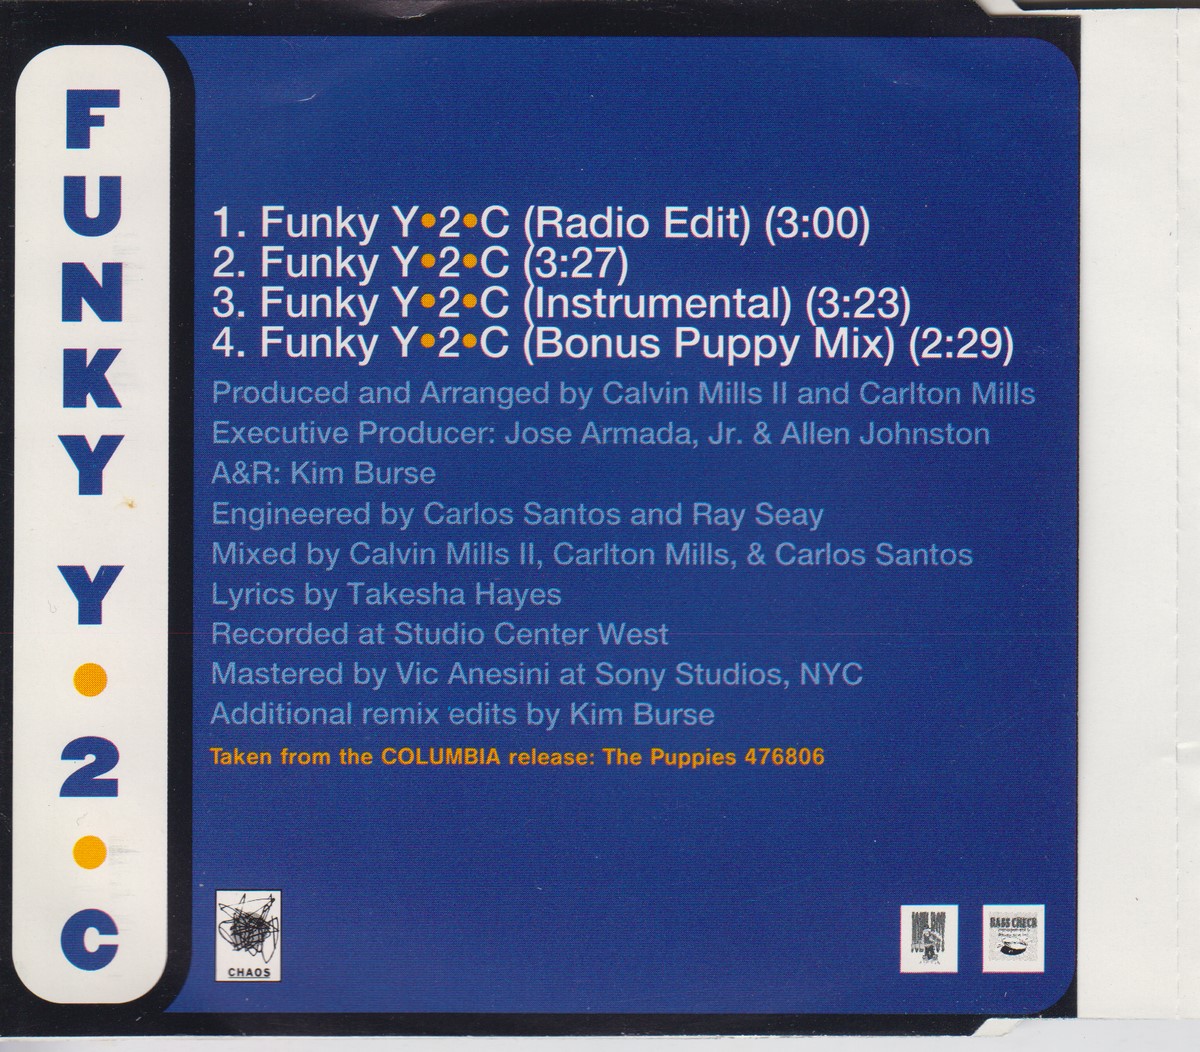 FUNKY Y•2•C
1. Funky Y•2•C (Radio Edit) (3:00)
2. Funky Y•2•C (3:27)
3. Funky Y•2•C (Instrumental) (3:23)
4. Funky Y•2•C (Bonus Puppy Mix) (2:29)
Produced and Arranged by Calvin Mills II and Carlton Mills
Executive Producer: Jose Armada, Jr. & Allen Johnston
A&R: Kim Burse
Engineered by Carlos Santos and Ray Seay
Mixed by Calvin Mills II, Carlton Mills, & Carlos Santos
Lyrics by Takesha Hayes
Recorded at Studio Center West
Mastered by Vic Anesini at Sony Studios, NYC
Additional remix edits by Kim Burse
Taken from the COLUMBIA release: The Puppies 476806
CHAOS
BASS CHECK